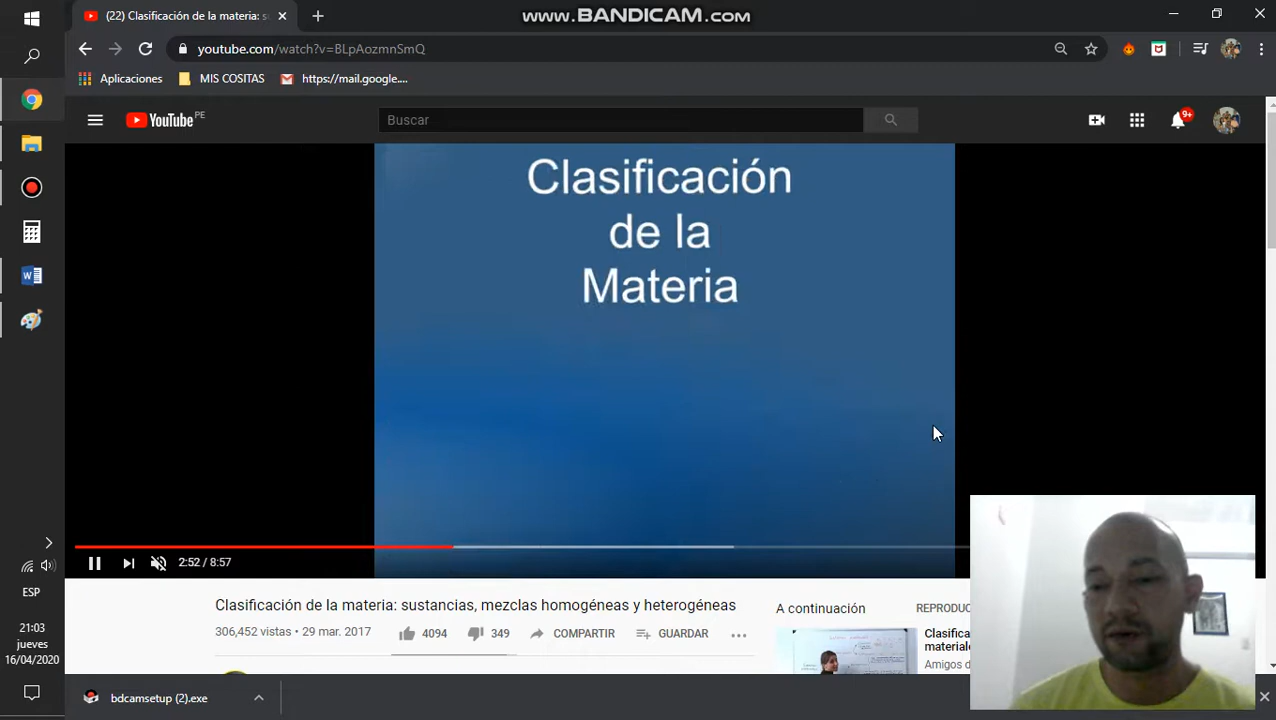 www.BANDICAM.com
(22) Clasificación de la materia: su
youtube.com/watch?v=BLpAozmnSmQ
Aplicaciones MIS COSITAS https://mail.google....
YouTube PE
Buscar
9+
Clasificación
de la
Materia
2:52 / 8:57
Clasificación de la materia: sustancias, mezclas homogéneas y heterogéneas
306,452 vistas • 29 mar. 2017
4094 349 COMPARTIR GUARDAR
A continuación REPRODUC
Clasifica
material
Amigos d
ESP
21:03
jueves
16/04/2020
bdcamsetup (2).exe